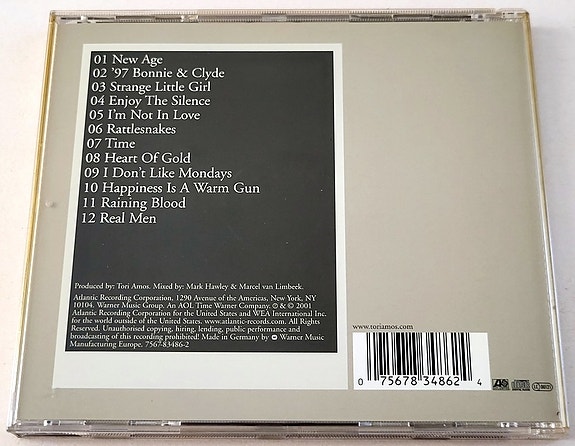 01 New Age
02 '97 Bonnie & Clyde
03 Strange Little Girl
04 Enjoy The Silence
05 I'm Not In Love
06 Rattlesnakes
07 Time
08 Heart Of Gold
09 I Don't Like Mondays
10 Happiness Is A Warm Gun
11 Raining Blood
12 Real Men
Produced by: Tori Amos. Mixed by: Mark Hawley & Marcel van Limbeek.
Atlantic Recording Corporation, 1290 Avenue of the Americas, New York, NY
10104. Warner Music Group. An AOL Time Warner Company. ℗ & © 2001
Atlantic Recording Corporation for the United States and WEA International Inc.
for the world outside of the United States. www.atlantic-records.com. All Rights
Reserved. Unauthorised copying, hiring, lending, public performance and
broadcasting of this recording prohibited! Made in Germany by Warner Music
Manufacturing Europe. 7567-83486-2
www.toriamos.com
0 75678 34862 4